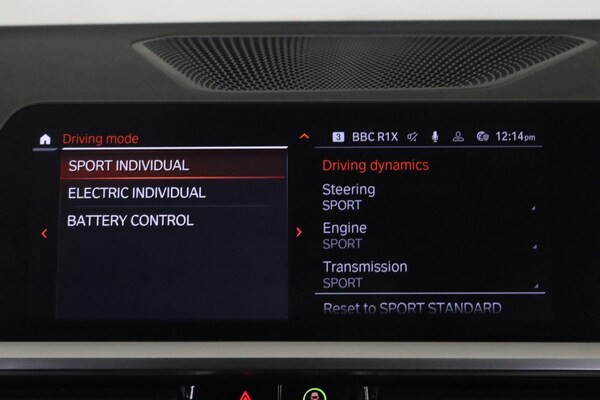 Driving mode
SPORT INDIVIDUAL
ELECTRIC INDIVIDUAL
BATTERY CONTROL
3 BBC R1X 12:14pm
Driving dynamics
Steering
SPORT
Engine
SPORT
Transmission
SPORT
Reset to SPORT STANDARD